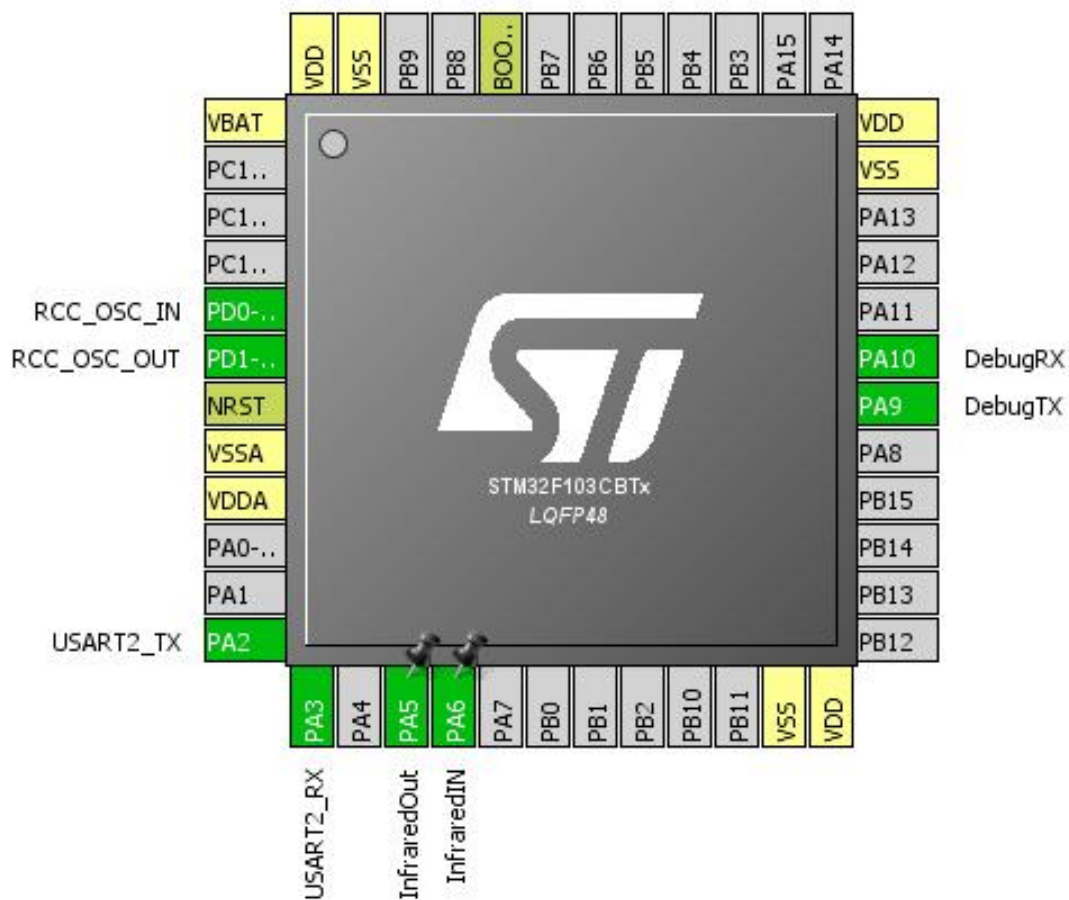 VDD
VSS
PB9
PB8
BOO..
PB7
PB6
PB5
PB4
PB3
PA15
PA14
VBAT
PC1..
PC1..
PC1..
RCC_OSC_IN PD0-..
RCC_OSC_OUT PD1-..
NRST
VSSA
VDDA
PA0-..
PA1
USART2_TX PA2
ST
STM32F103CBTx
LQFP48
VDD
VSS
PA13
PA12
PA11
PA10 DebugRX
PA9 DebugTX
PA8
PB15
PB14
PB13
PB12
PA3
PA4
PA5
PA6
PA7
PB0
PB1
PB2
PB10
PB11
VSS
VDD
USART2_RX
InfraredOut
InfraredIN